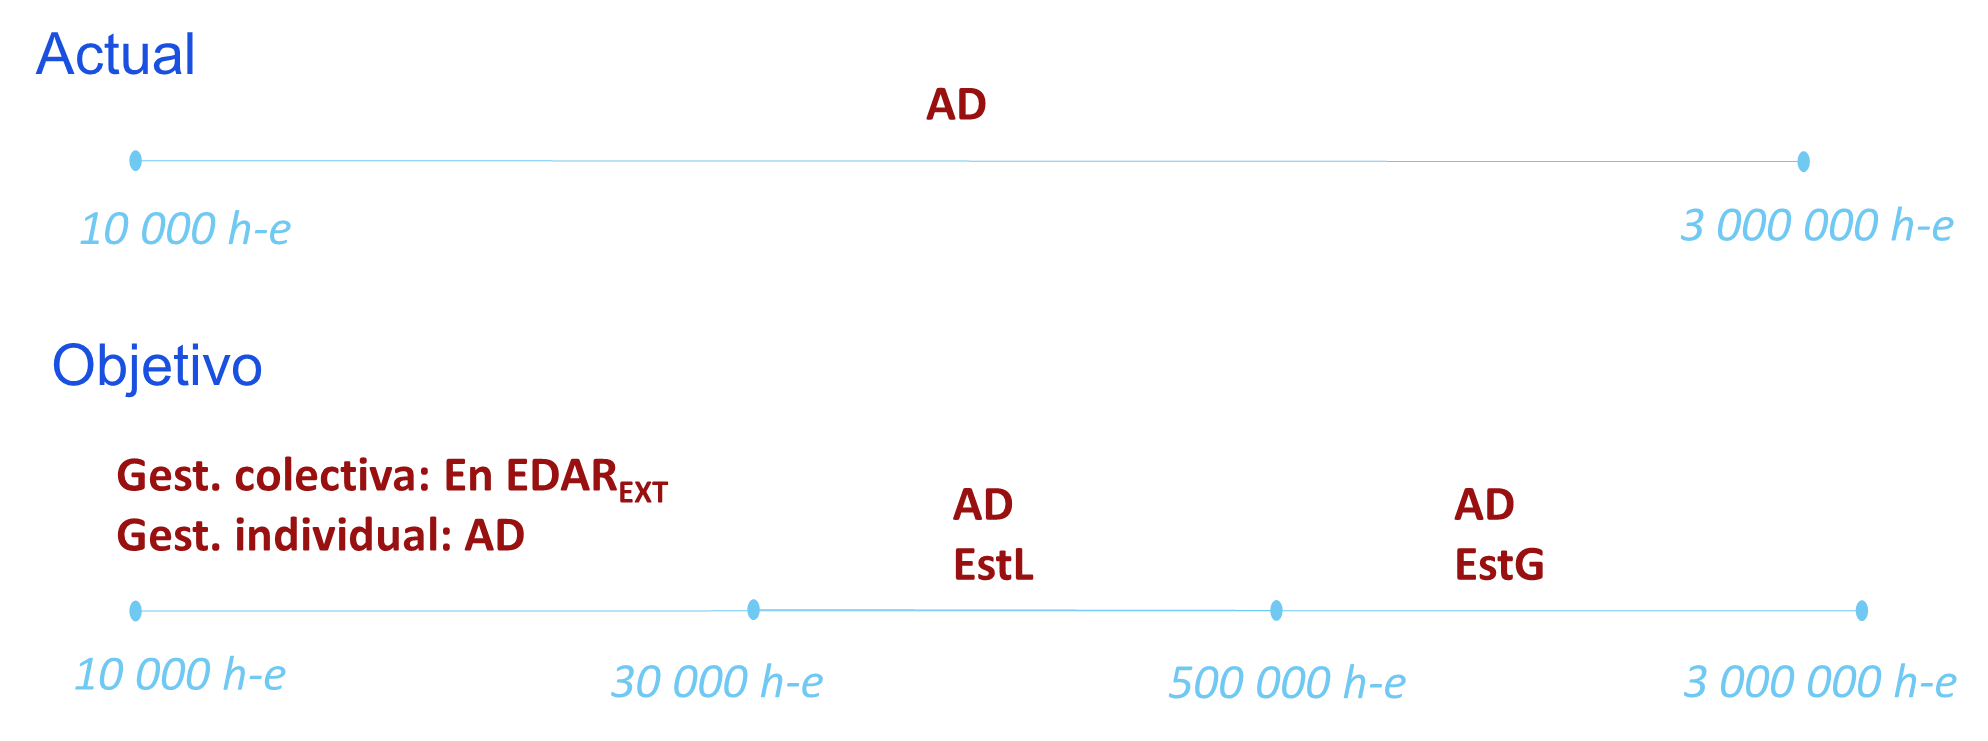 Actual
AD
10 000 h-e
3 000 000 h-e
Objetivo
Gest. colectiva: En EDAR EXT
Gest. individual: AD
AD
EstL
AD
EstG
10 000 h-e
30 000 h-e
500 000 h-e
3 000 000 h-e